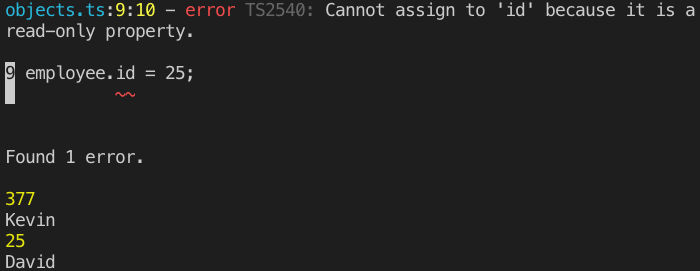 objects.ts:9:10 - error TS2540: Cannot assign to 'id' because it is a
read-only property.
9 employee.id = 25;
Found 1 error.
377
Kevin
25
David